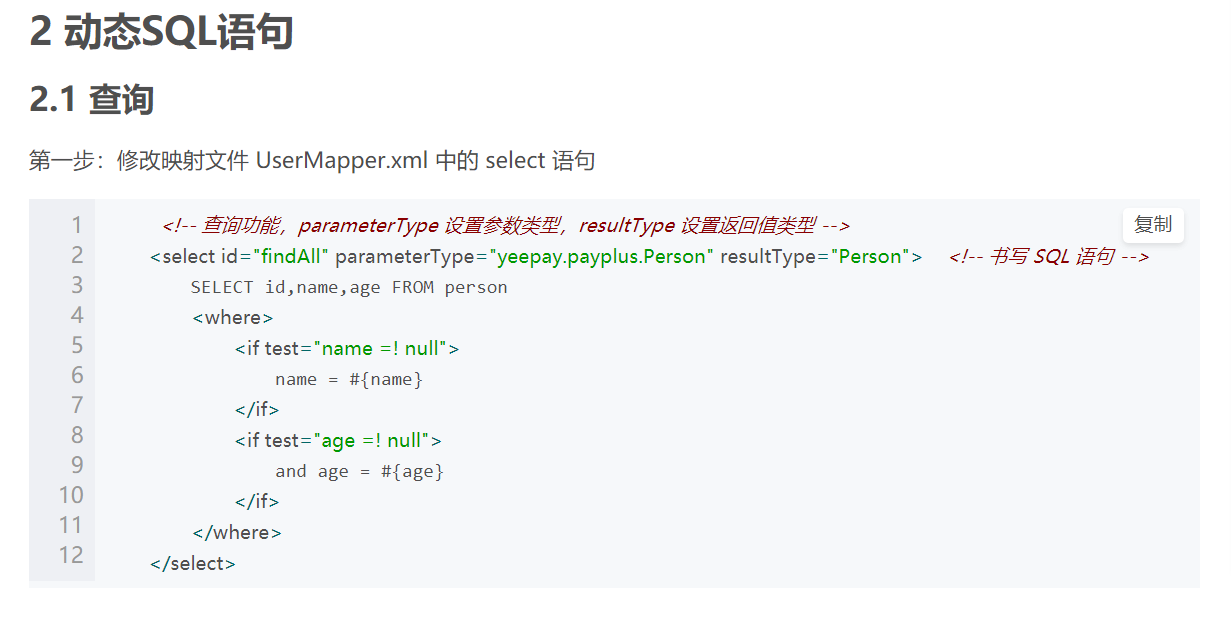 2 动态SQL语句
2.1 查询
第一步：修改映射文件 UserMapper.xml 中的 select 语句
复制
1 <!-- 查询功能，parameterType 设置参数类型，resultType 设置返回值类型 -->
2 <select id="findAll" parameterType="yeepay.payplus.Person" resultType="Person"> <!-- 书写 SQL 语句 -->
3 SELECT id,name,age FROM person
4 <where>
5 <if test="name =! null">
6 name = #{name}
7 </if>
8 <if test="age =! null">
9 and age = #{age}
10 </if>
11 </where>
12 </select>